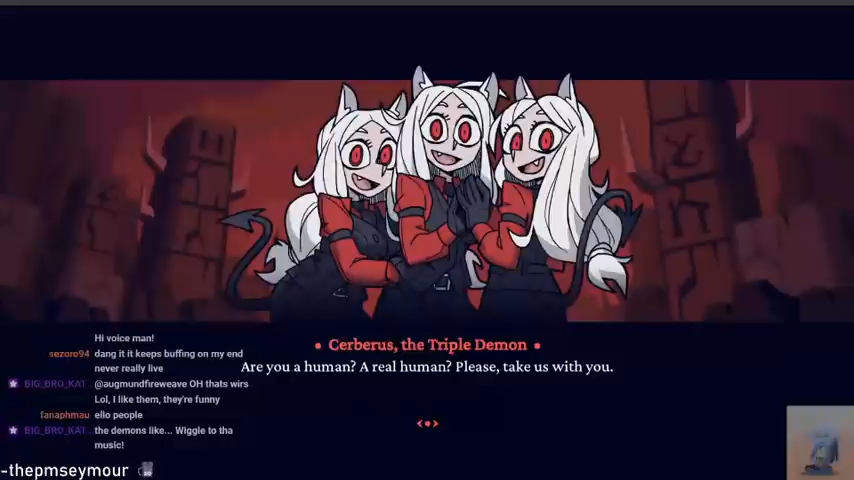 Cerberus, the Triple Demon
Are you a human? A real human? Please, take us with you.
Hi voice man!
sezoro94 dang it it keeps buffing on my end
never really live
BIG_BRO_KAT @augmundfireweave OH thats wirs
Lol, I like them, they're funny
fanaphmau ello people
BIG_BRO_KAT the demons like... Wiggle to tha
music!
-thepmseymour